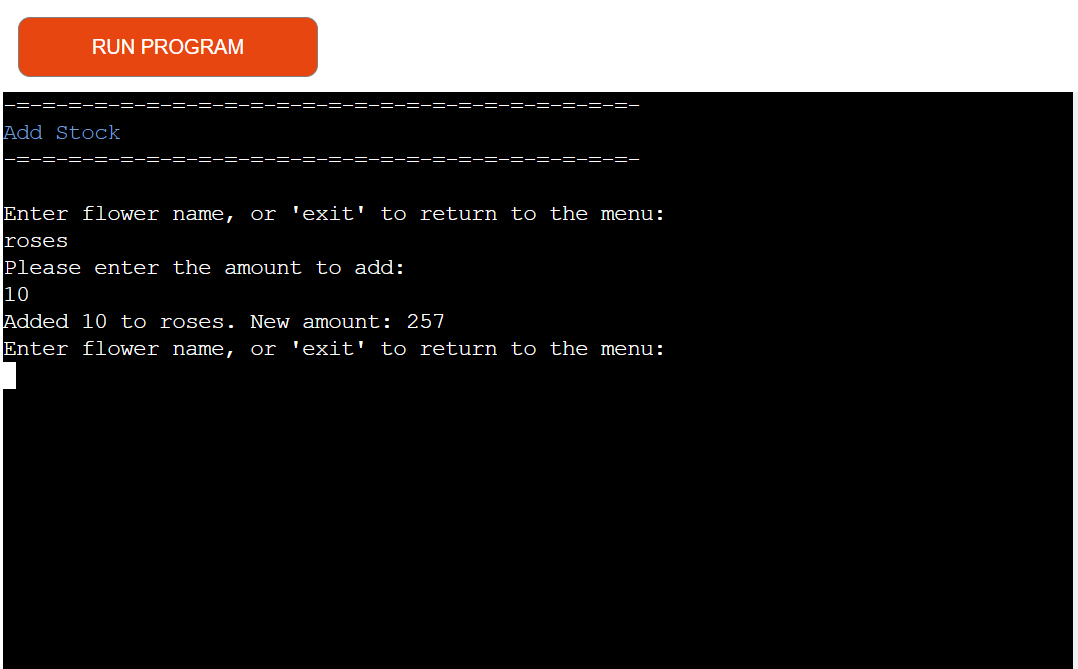 RUN PROGRAM
-=-=-=-=-=-=-=-=-=-=-=-=-=-=-=-=-=-=-=-=-=-=-=-=-
Add Stock
-=-=-=-=-=-=-=-=-=-=-=-=-=-=-=-=-=-=-=-=-=-=-=-=-
Enter flower name, or 'exit' to return to the menu:
roses
Please enter the amount to add:
10
Added 10 to roses. New amount: 257
Enter flower name, or 'exit' to return to the menu: